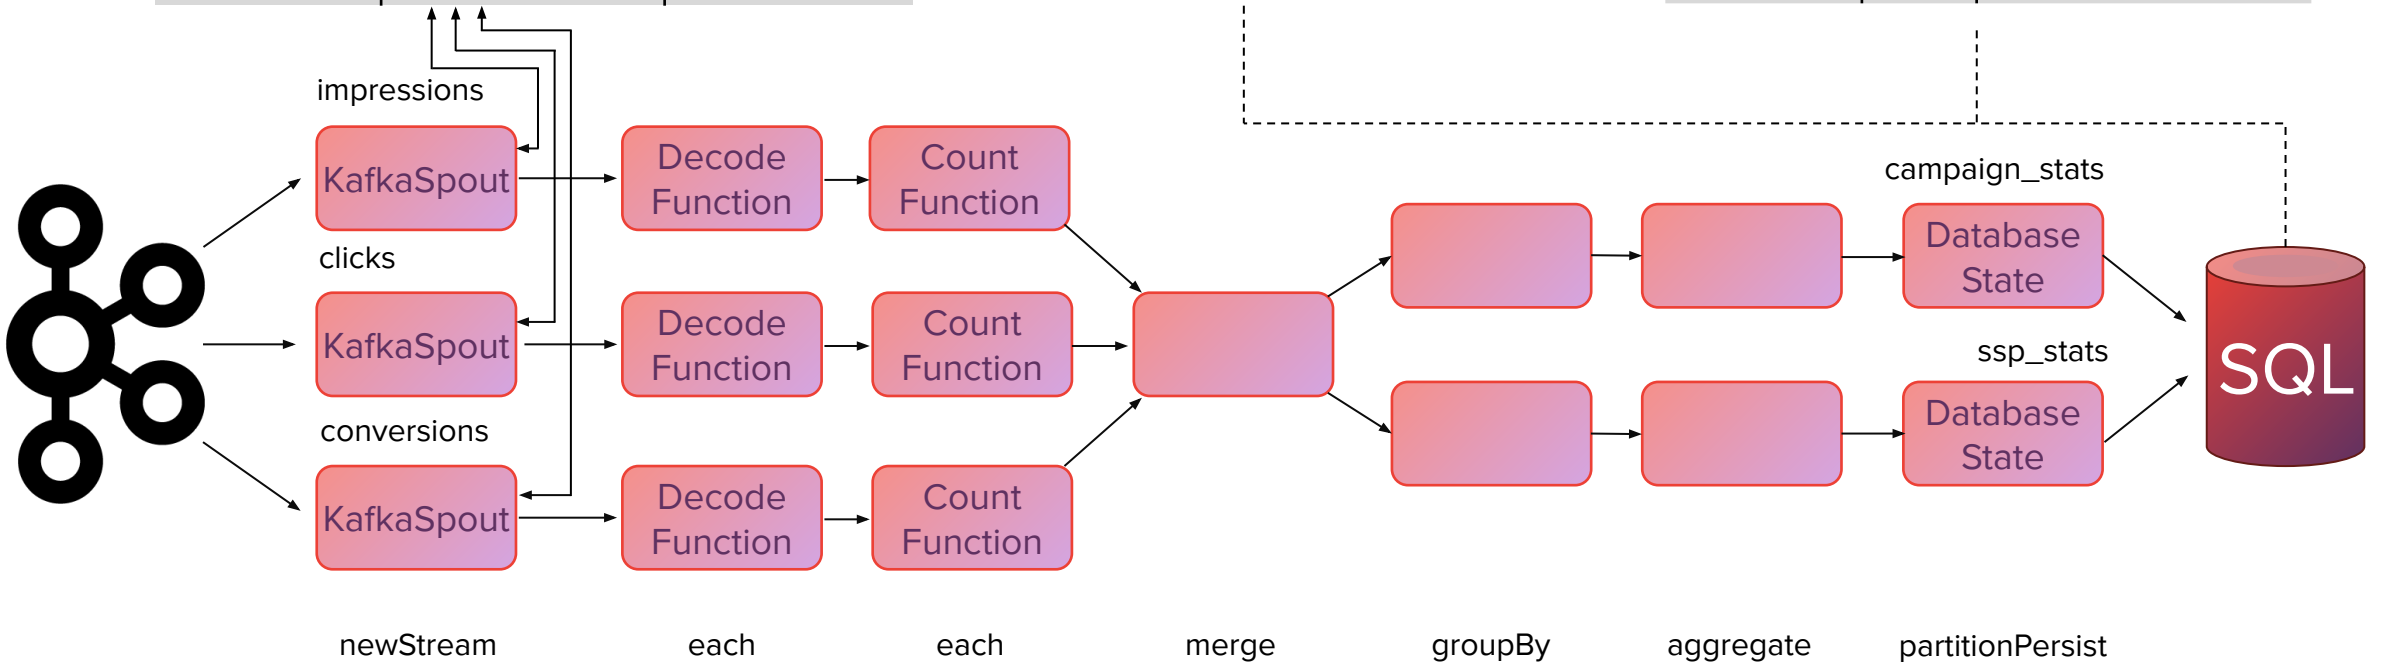 impressions
KafkaSpout
Decode
Function
Count
Function
clicks
KafkaSpout
Decode
Function
Count
Function
conversions
KafkaSpout
Decode
Function
Count
Function
campaign_stats
Database
State
ssp_stats
Database
State
SQL
newStream
each
each
merge
groupBy
aggregate
partitionPersist